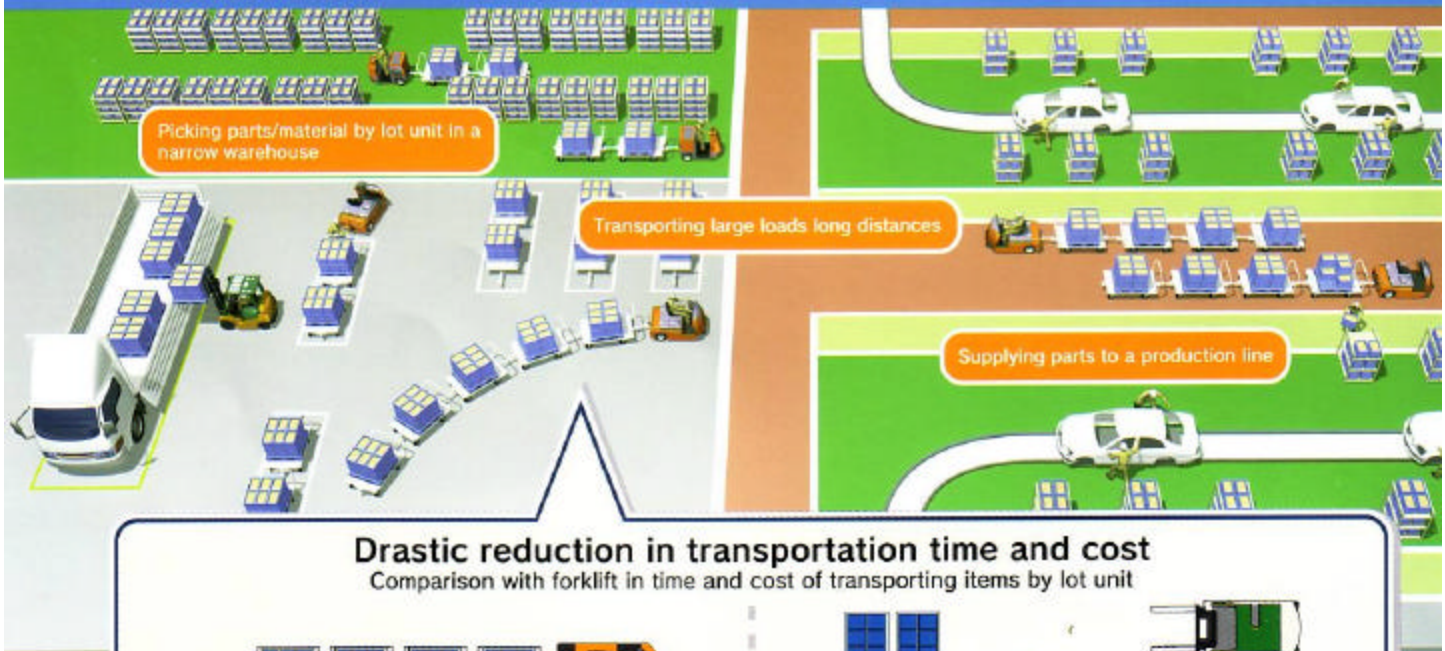 Picking parts/material by lot unit in a
narrow warehouse
Transporting large loads long distances
Supplying parts to a production line
Drastic reduction in transportation time and cost
Comparison with forklift in time and cost of transporting items by lot unit